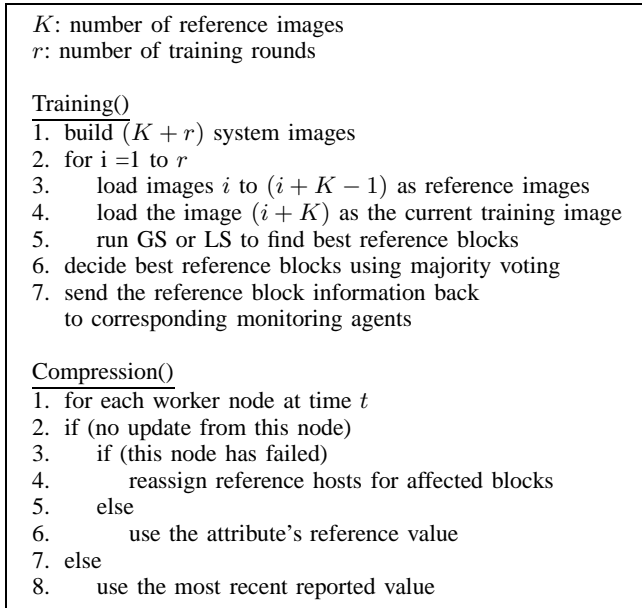 K: number of reference images
r: number of training rounds
Training()
1. build (K + r) system images
2. for i =1 to r
3. load images i to (i + K − 1) as reference images
4. load the image (i + K) as the current training image
5. run GS or LS to find best reference blocks
6. decide best reference blocks using majority voting
7. send the reference block information back
to corresponding monitoring agents
Compression()
1. for each worker node at time t
2. if (no update from this node)
3. if (this node has failed)
4. reassign reference hosts for affected blocks
5. else
6. use the attribute's reference value
7. else
8. use the most recent reported value